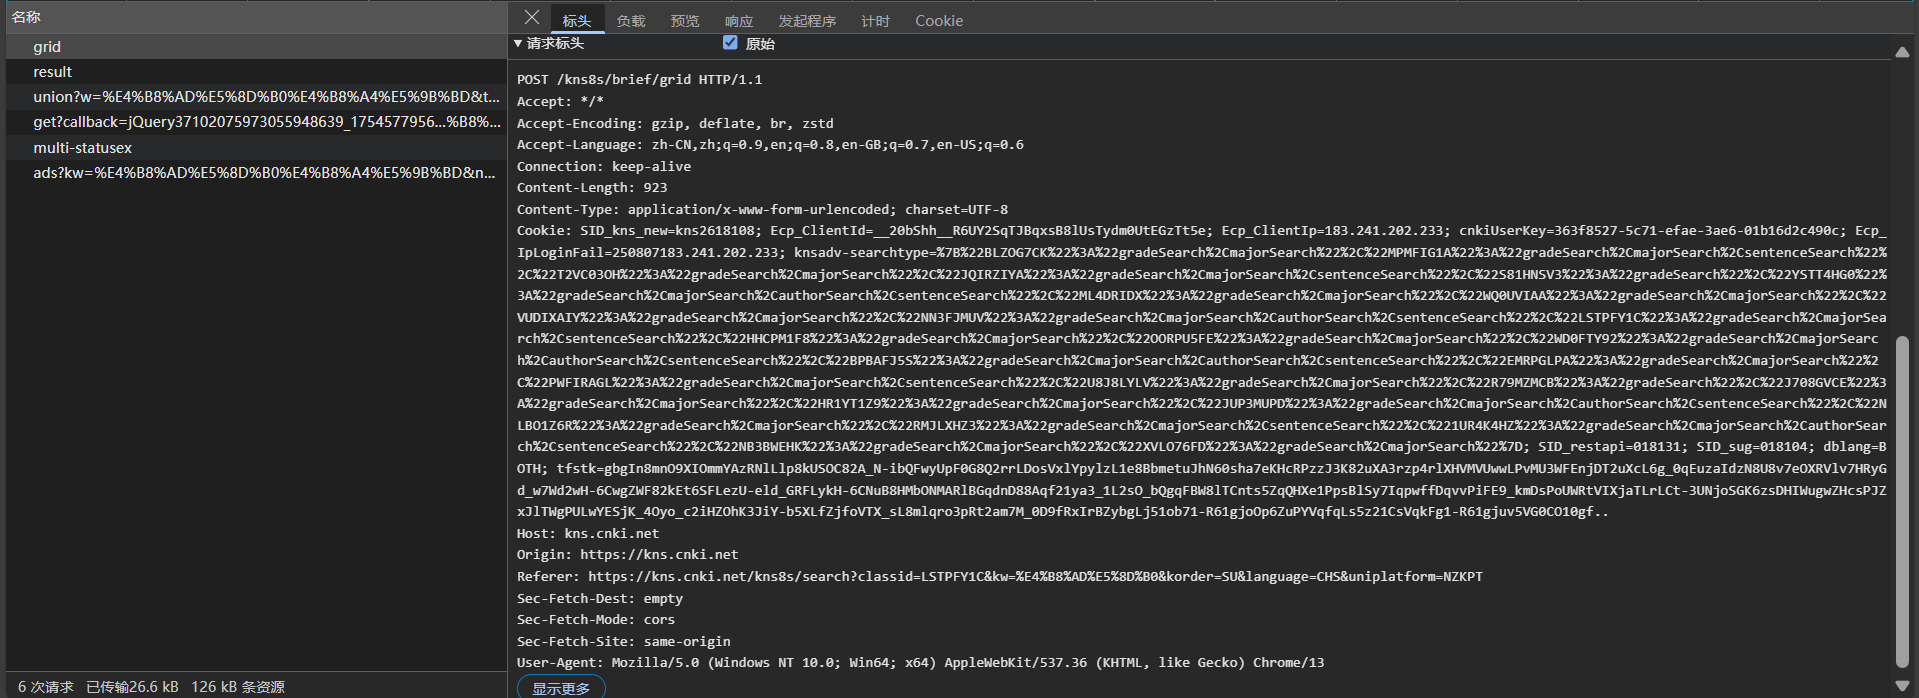 名称
grid
result
union?w=%E4%B8%AD%E5%8D%B0%E4%B8%A4%E5%9B%BD&t...
get?callback=jQuery37102075973055948639_1754577956...%B8%...
multi-statusex
ads?kw=%E4%B8%AD%E5%8D%B0%E4%B8%A4%E5%9B%BD&n...
6 次请求 已传输26.6 kB 126 kB 条资源
标头 负载 预览 响应 发起程序 计时 Cookie
请求标头 原始
POST /kns8s/brief/grid HTTP/1.1
Accept: */*
Accept-Encoding: gzip, deflate, br, zstd
Accept-Language: zh-CN,zh;q=0.9,en;q=0.8,en-GB;q=0.7,en-US;q=0.6
Connection: keep-alive
Content-Length: 923
Content-Type: application/x-www-form-urlencoded; charset=UTF-8
Cookie: SID_kns_new=kns2618108; Ecp_ClientId=__20bShh__R6UY2SqTJBqxsB8lUsTydm0UtEGzTt5e; Ecp_ClientIp=183.241.202.233; cnkiUserKey=363f8527-5c71-efae-3ae6-01b16d2c490c; Ecp_
IpLoginFail=250807183.241.202.233; knsadv-searchtype=%7B%22BLZOG7CK%22%3A%22gradeSearch%2CmajorSearch%22%2C%22MPMFIG1A%22%3A%22gradeSearch%2CmajorSearch%2CsentenceSearch%22%
2C%22T2VC03OH%22%3A%22gradeSearch%2CmajorSearch%22%2C%22JQIRZIYA%22%3A%22gradeSearch%2CmajorSearch%2CsentenceSearch%22%2C%22S81HNSV3%22%3A%22gradeSearch%22%2C%22YSTT4HG0%22%
3A%22gradeSearch%2CmajorSearch%2CauthorSearch%2CsentenceSearch%22%2C%22ML4DRIDX%22%3A%22gradeSearch%2CmajorSearch%22%2C%22WQ0UVIAA%22%3A%22gradeSearch%2CmajorSearch%22%2C%22
VUDIXAIY%22%3A%22gradeSearch%2CmajorSearch%22%2C%22NN3FJMUV%22%3A%22gradeSearch%2CmajorSearch%2CauthorSearch%2CsentenceSearch%22%2C%22LSTPFY1C%22%3A%22gradeSearch%2CmajorSea
rch%2CsentenceSearch%22%2C%22HHCPM1F8%22%3A%22gradeSearch%2CmajorSearch%22%2C%22OORPU5FE%22%3A%22gradeSearch%2CmajorSearch%22%2C%22WD0FTY92%22%3A%22gradeSearch%2CmajorSearc
h%2CauthorSearch%2CsentenceSearch%22%2C%22BPBAFJ5S%22%3A%22gradeSearch%2CmajorSearch%2CauthorSearch%2CsentenceSearch%22%2C%22EMRPGLPA%22%3A%22gradeSearch%2CmajorSearch%22%2
C%22PWFIRAGL%22%3A%22gradeSearch%2CmajorSearch%2CsentenceSearch%22%2C%22U8J8LYLV%22%3A%22gradeSearch%2CmajorSearch%22%2C%22R79MZMCB%22%3A%22gradeSearch%22%2C%22J708GVCE%22%3
A%22gradeSearch%2CmajorSearch%22%2C%22HR1YT1Z9%22%3A%22gradeSearch%2CmajorSearch%22%2C%22JUP3MUPD%22%3A%22gradeSearch%2CmajorSearch%2CauthorSearch%2CsentenceSearch%22%2C%22N
LBO1Z6R%22%3A%22gradeSearch%2CmajorSearch%22%2C%22RMJLXHZ3%22%3A%22gradeSearch%2CmajorSearch%2CsentenceSearch%22%2C%221UR4K4HZ%22%3A%22gradeSearch%2CmajorSearch%2CauthorSear
ch%2CsentenceSearch%22%2C%22NB3BWEHK%22%3A%22gradeSearch%2CmajorSearch%22%2C%22XVLO76FD%22%3A%22gradeSearch%2CmajorSearch%22%7D; SID_restapi=018131; SID_sug=018104; dblang=B
OTH; tfstk=gbgIn8mnO9XIOmmYAzRNlLlp8kUSOC82A_N-ibQFwyUpF0G8Q2rrLDosVxlYpylzL1e8BbmetuJhN60sha7eKHcRPzzJ3K82uXA3rzp4rlXHVMVUwwLPvMU3WFEnjDT2uXcL6g_0qEuzaIdzN8U8v7eOXRVlv7HRyG
d_w7Wd2wH-6CwgZWF82kEt6SFLezU-eld_GRFLykH-6CNuB8HMbONMARlBGqdnD88Aqf21ya3_1L2sO_bQgqFBW8lTCnts5ZqQHXe1PpsBlSy7IqpwffDqvvPiFE9_kmDsPoUWRtVIXjaTLrLCt-3UNjoSGK6zsDHIWugwZHcsPJZ
xJlTWgPULwYESjK_4Oyo_c2iHZOhK3JiY-b5XLfZjfoVTX_sL8mlqro3pRt2am7M_0D9fRxIrBZybgLj51ob71-R61gjoOp6ZuPYVqfqLs5z21CsVqkFg1-R61gjuv5VG0CO10gf..
Host: kns.cnki.net
Origin: https://kns.cnki.net
Referer: https://kns.cnki.net/kns8s/search?classid=LSTPFY1C&kw=%E4%B8%AD%E5%8D%B0&korder=SU&language=CHS&uniplatform=NZKPT
Sec-Fetch-Dest: empty
Sec-Fetch-Mode: cors
Sec-Fetch-Site: same-origin
User-Agent: Mozilla/5.0 (Windows NT 10.0; Win64; x64) AppleWebKit/537.36 (KHTML, like Gecko) Chrome/13
显示更多